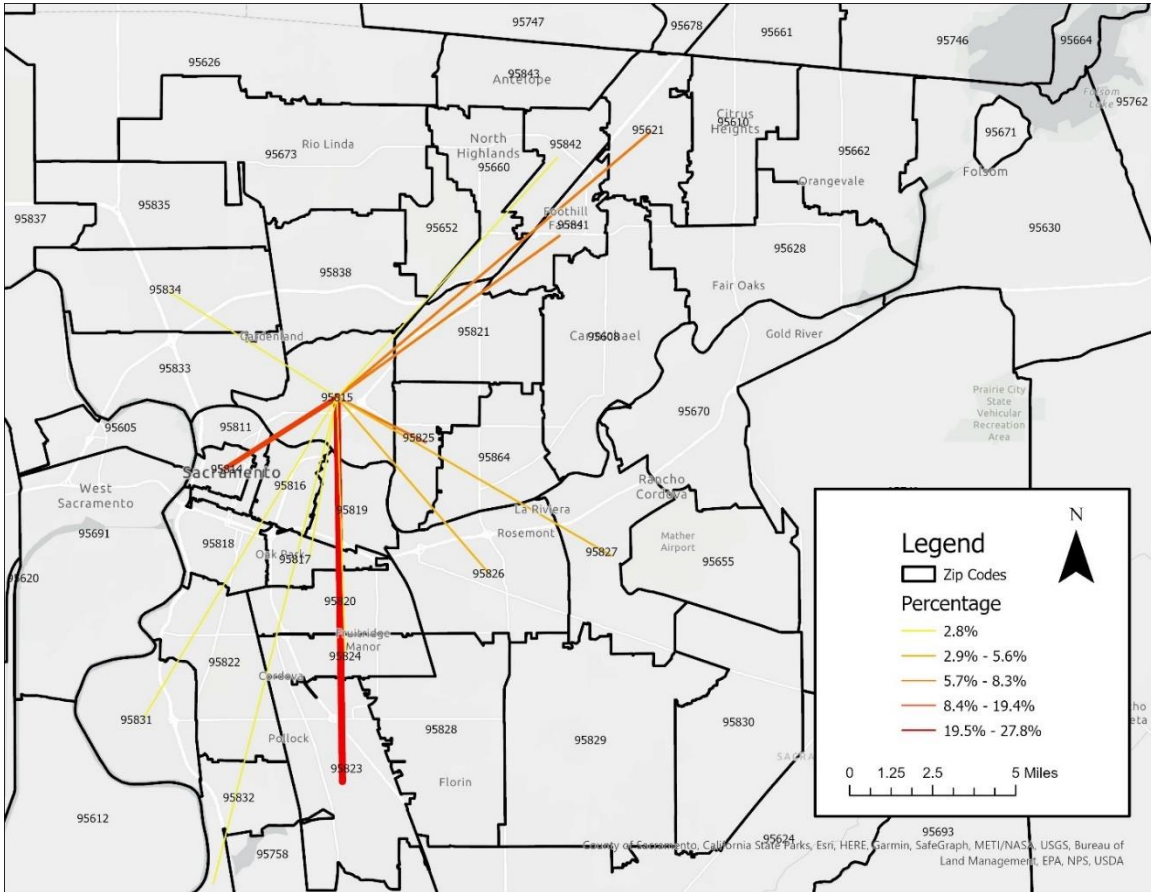 95747
95678
95661
95746
95664
95626
95843
Antelope
Folsom
Lake
95762
95621
Citrus
95610
Heights
95671
Rio Linda
North
Highlands
95842
95673
95660
95662
Folsom
Orangevale
95835
95837
95652
Foothill
95841
95630
95838
95628
95834
Fair Oaks
Gardenland
95821
95608
Gold River
95833
95815
Prairie City
State
Vehicular
Recreation
Area
95605
95811
95825
95670
95864
95814
Sacramento
95816
West
Sacramento
Rancho
Cordova
95819
La Riviera
Rosemont
95691
95818
Oak Park
95817
Mather
Airport
95827
95655
95620
95826
95820
Fruitridge
Manor
95824
95822
95831
Pollock
95828
95829
95830
95823
Florin
95832
95612
95758
95624
95693
Legend
Zip Codes
Percentage
2.8%
2.9% - 5.6%
5.7% - 8.3%
8.4% - 19.4%
19.5% - 27.8%
N
0 1.25 2.5 5 Miles
County of Sacramento, California State Parks, Esri, HERE, Garmin, SafeGraph, METI/NASA, USGS, Bureau of
Land Management, EPA, NPS, USDA